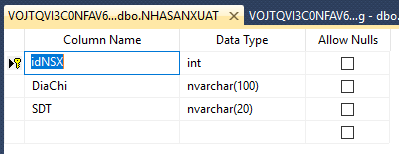 VOJTQVI3C0NFAV6...dbo.NHASANXUAT VOJTQVI3C0NFAV6...g - dbo.
Column Name Data Type Allow Nulls
idNSX int
DiaChi nvarchar(100)
SDT nvarchar(20)